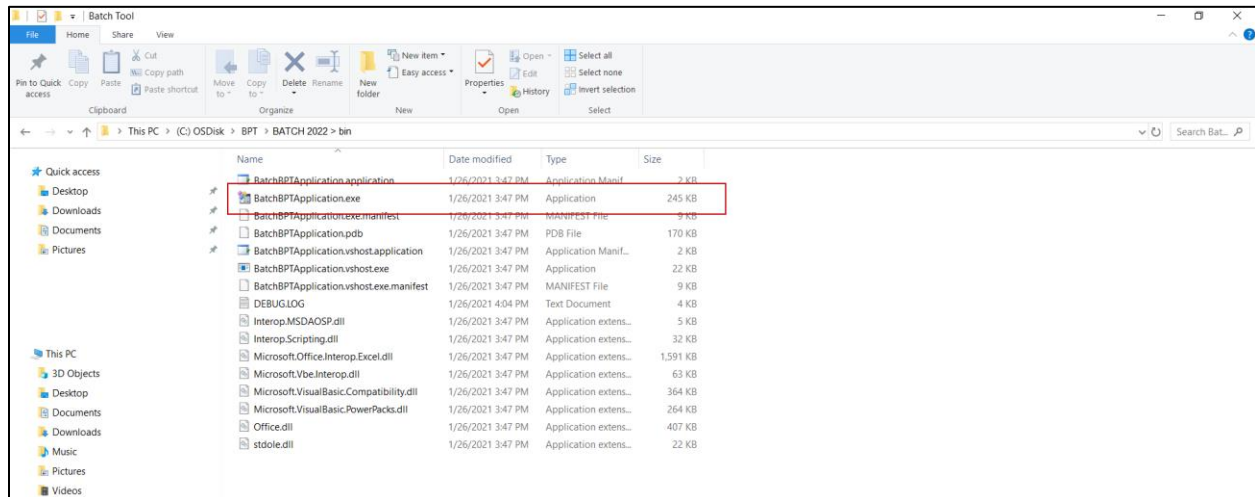 Batch Tool
File Home Share View
Pin to Quick access
Copy
Paste
Cut
Copy path
Paste shortcut
Clipboard
Move to
Copy to
Delete
Rename
Organize
New folder
New item
Easy access
New
Properties
Open
Edit
History
Open
Select all
Select none
Invert selection
Select
This PC > (C:) OSDisk > BPT > BATCH 2022 > bin
Search Bat...
Name Date modified Type Size
BatchBPTApplication.application 1/26/2021 3:47 PM Application Manif... 2 KB
BatchBPTApplication.exe 1/26/2021 3:47 PM Application 245 KB
BatchBPTApplication.exe.manifest 1/26/2021 3:47 PM MANIFEST File 9 KB
BatchBPTApplication.pdb 1/26/2021 3:47 PM PDB File 170 KB
BatchBPTApplication.vshost.application 1/26/2021 3:47 PM Application Manif... 2 KB
BatchBPTApplication.vshost.exe 1/26/2021 3:47 PM Application 22 KB
BatchBPTApplication.vshost.exe.manifest 1/26/2021 3:47 PM MANIFEST File 9 KB
DEBUG.LOG 1/26/2021 4:04 PM Text Document 4 KB
Interop.MSDAOSP.dll 1/26/2021 3:47 PM Application extens... 5 KB
Interop.Scripting.dll 1/26/2021 3:47 PM Application extens... 32 KB
Microsoft.Office.Interop.Excel.dll 1/26/2021 3:47 PM Application extens... 1,591 KB
Microsoft.Vbe.Interop.dll 1/26/2021 3:47 PM Application extens... 63 KB
Microsoft.VisualBasic.Compatibility.dll 1/26/2021 3:47 PM Application extens... 364 KB
Microsoft.VisualBasic.PowerPacks.dll 1/26/2021 3:47 PM Application extens... 264 KB
Office.dll 1/26/2021 3:47 PM Application extens... 407 KB
stdole.dll 1/26/2021 3:47 PM Application extens... 22 KB
Quick access
Desktop
Downloads
Documents
Pictures
This PC
3D Objects
Desktop
Documents
Downloads
Music
Pictures
Videos